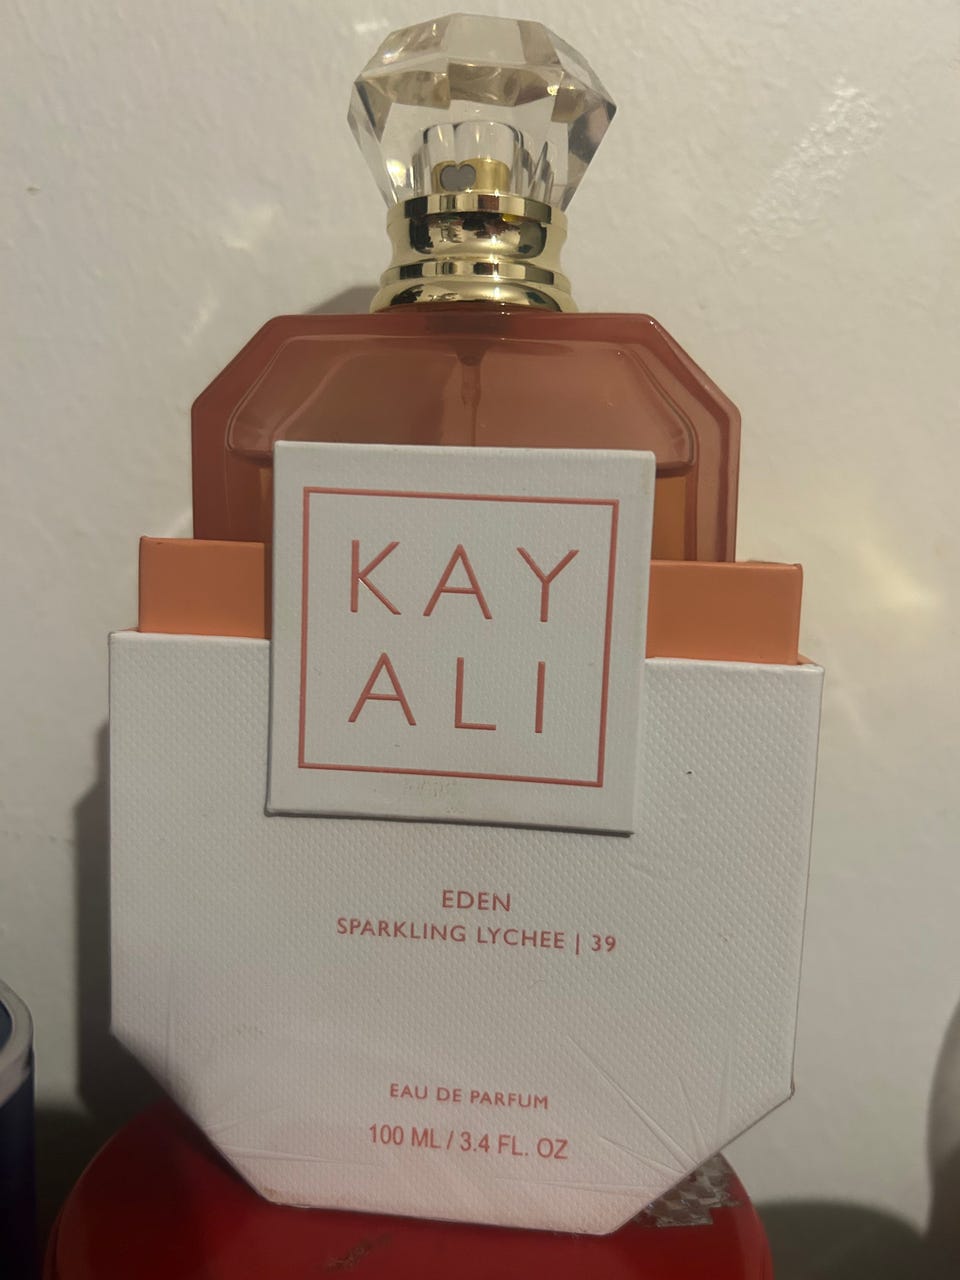 KAY
ALI
EDEN
SPARKLING LYCHEE | 39
EAU DE PARFUM
100 ML / 3.4 FL. OZ